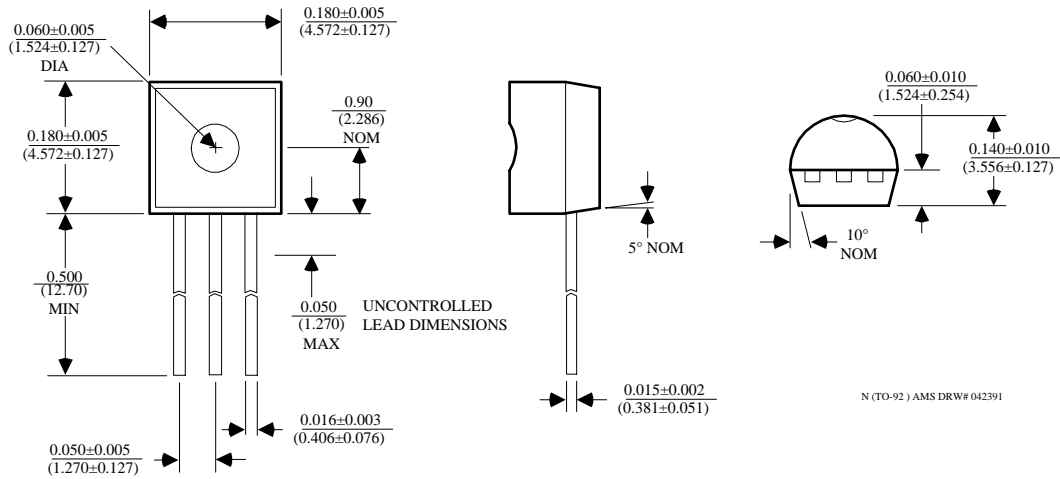 0.060±0.005
(1.524±0.127)
DIA
0.180±0.005
(4.572±0.127)
0.180±0.005
(4.572±0.127)
0.90
(2.286)
NOM
0.500
(12.70)
MIN
0.050
(1.270)
MAX
UNCONTROLLED
LEAD DIMENSIONS
0.016±0.003
(0.406±0.076)
0.050±0.005
(1.270±0.127)
5° NOM
0.015±0.002
(0.381±0.051)
0.060±0.010
(1.524±0.254)
0.140±0.010
(3.556±0.127)
10°
NOM
N (TO-92 ) AMS DRW# 042391